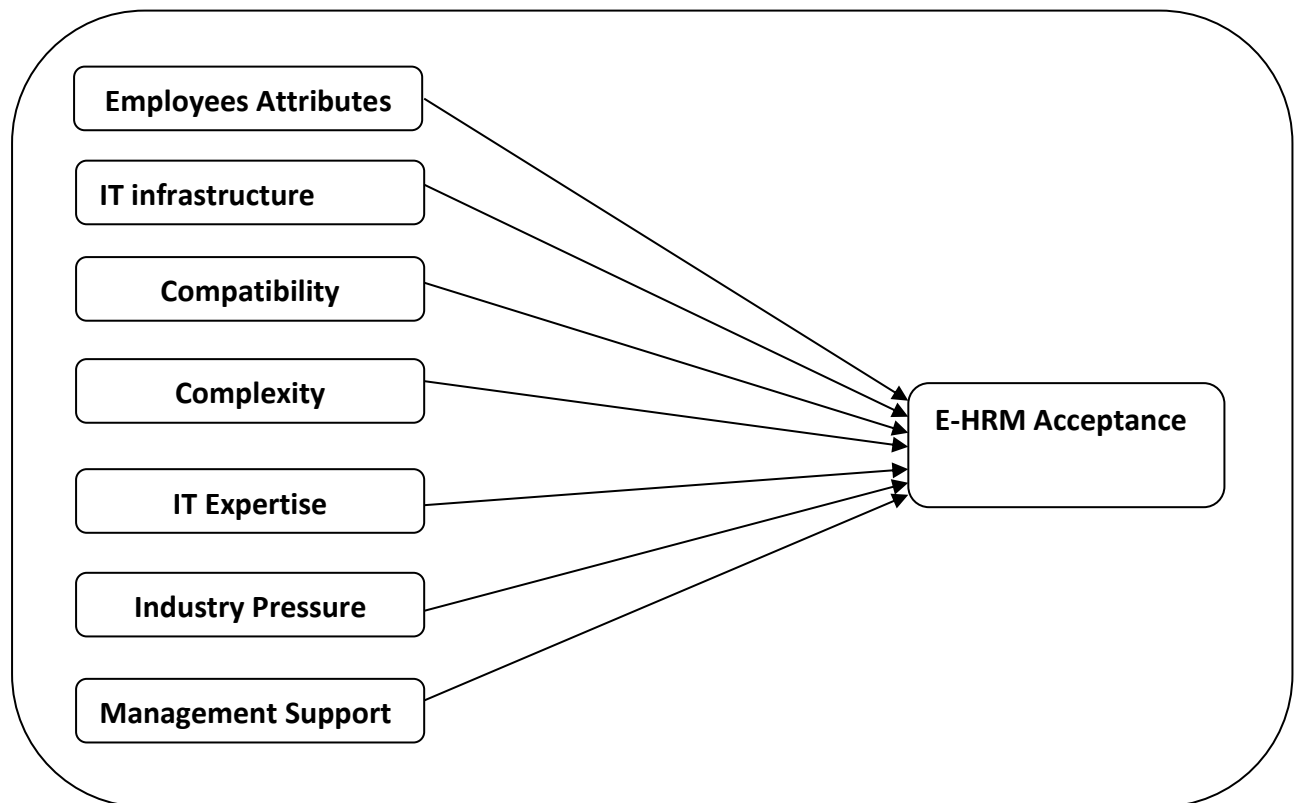 Employees Attributes
IT infrastructure
Compatibility
Complexity
E-HRM Acceptance
IT Expertise
Industry Pressure
Management Support